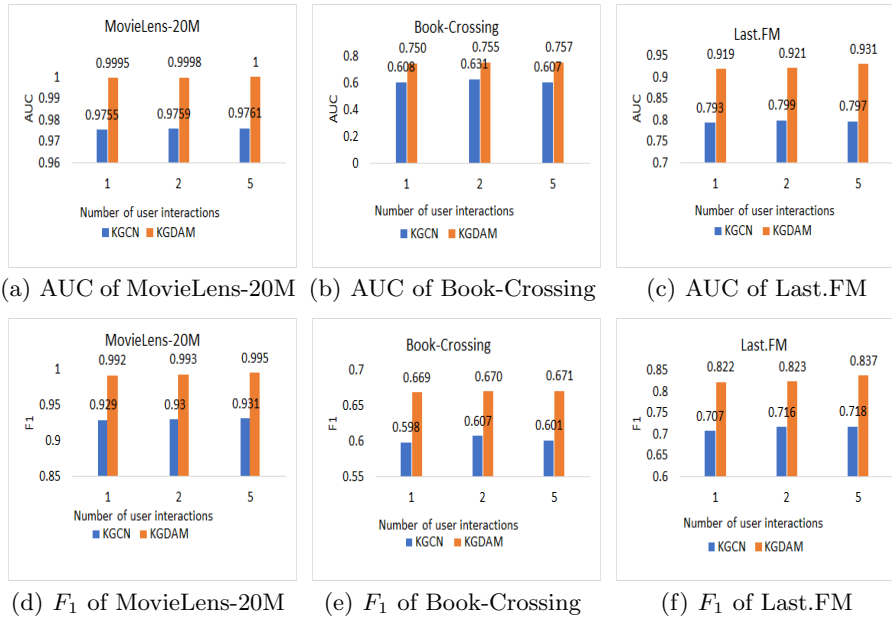 MovieLens-20M
0.9995 0.9998 1
1
0.99
0.98
0.97
0.96
AUC
0.9755 0.9759 0.9761
1 2 5
Number of user interactions
KGCN KGDAM
(a) AUC of MovieLens-20M
Book-Crossing
0.750 0.755 0.757
0.8
0.6
0.4
0.2
0
AUC
0.608 0.631 0.607
1 2 5
Number of user interactions
KGCN KGDAM
(b) AUC of Book-Crossing
Last.FM
0.919 0.921 0.931
0.95
0.9
0.85
0.8
0.75
0.7
AUC
0.793 0.799 0.797
1 2 5
Number of user interactions
KGCN KGDAM
(c) AUC of Last.FM
MovieLens-20M
0.992 0.993 0.995
1
0.95
0.9
0.85
F1
0.929 0.93 0.931
1 2 5
Number of user interactions
KGCN KGDAM
(d) F1 of MovieLens-20M
Book-Crossing
0.669 0.670 0.671
0.7
0.65
0.6
0.55
F1
0.598 0.607 0.601
1 2 5
Number of user interactions
KGCN KGDAM
(e) F1 of Book-Crossing
Last.FM
0.822 0.823 0.837
0.85
0.8
0.75
0.7
0.65
0.6
F1
0.707 0.716 0.718
1 2 5
Number of user interactions
KGCN KGDAM
(f) F1 of Last.FM